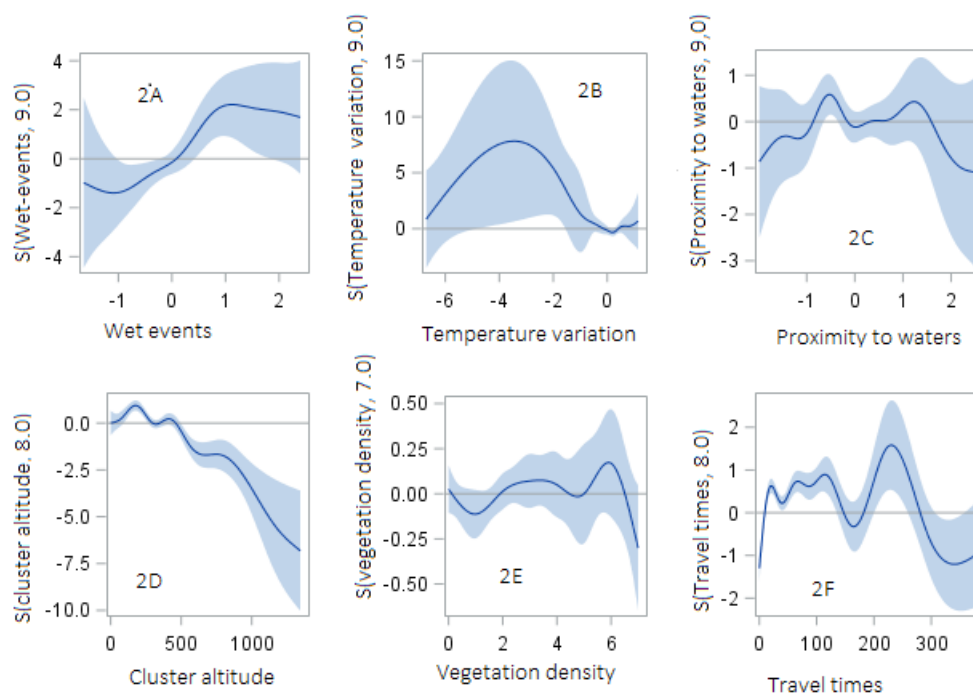 S(Wet-events, 9.0)
4
2
0
-2
-4
2A
-1
0
1
2
Wet events
S(Temperature variation, 9.0)
15
10
5
0
2B
-6
-4
-2
0
Temperature variation
S(Proximity to waters, 9,0)
1
0
-1
-2
-3
2C
-1
0
1
2
Proximity to waters
S(cluster altitude, 8.0)
0.0
-2.5
-5.0
-7.5
-10.0
2D
0
500
1000
Cluster altitude
S(vegetation density, 7.0)
0.50
0.25
0.00
-0.25
-0.50
2E
0
2
4
6
Vegetation density
S(Travel times, 8.0)
2
1
0
-1
-2
2F
0
100
200
300
Travel times